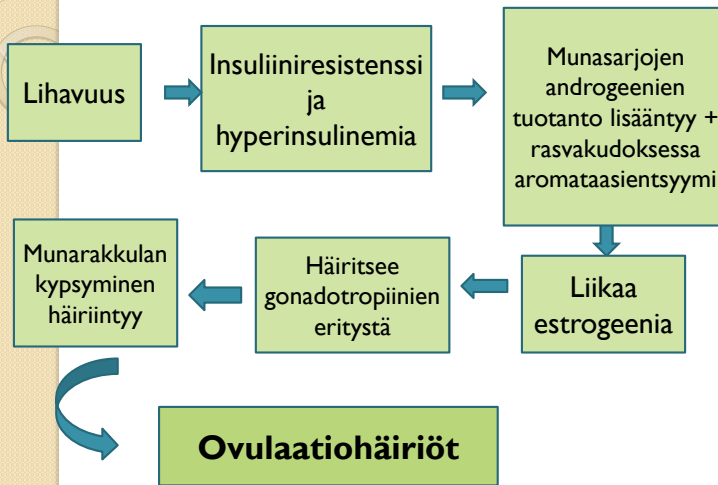 Lihavuus
Insuliiniresistenssi
ja
hyperinsulinemia
Munasarjojen
androgeenien
tuotanto lisääntyy +
rasvakudoksessa
aromataasientsyymi
Liikaa
estrogeenia
Häiritsee
gonadotropiinien
eritystä
Munarakkulan
kypsyminen
häiriintyy
Ovulaatiohäiriöt